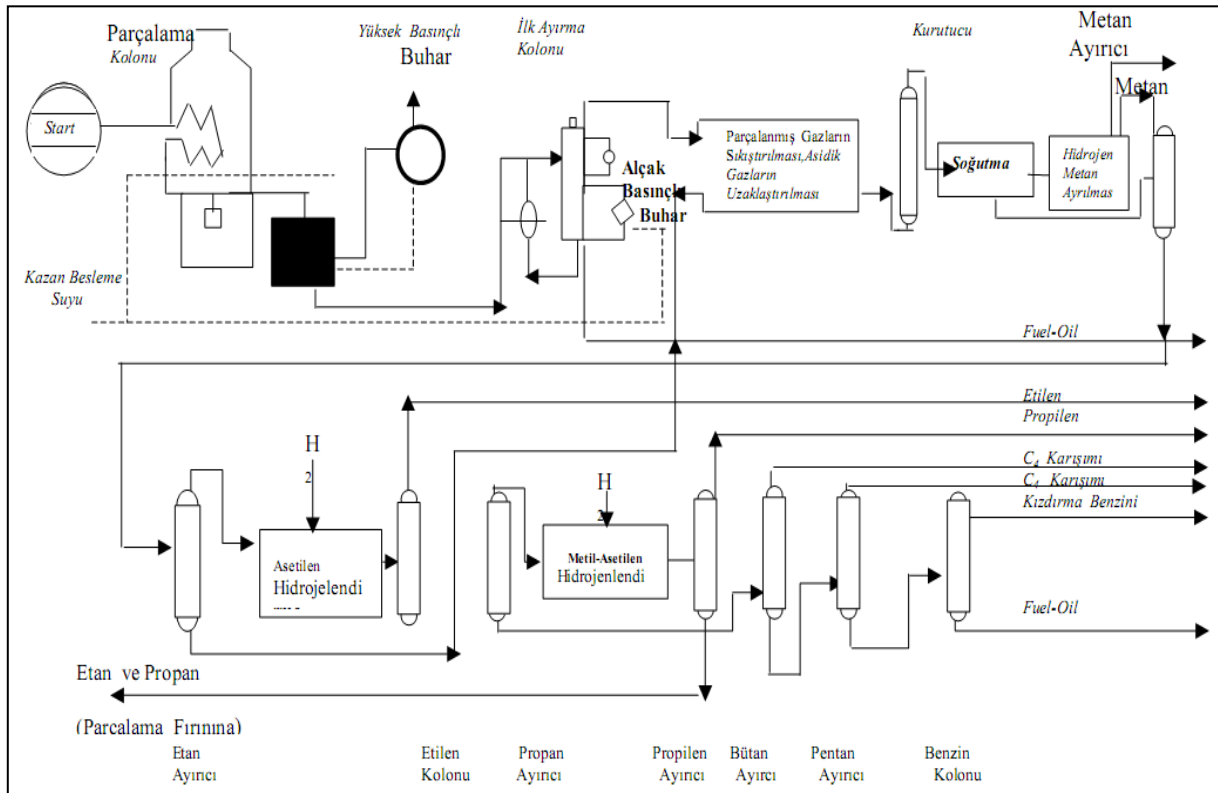 Parçalama
Kolonu
Yüksek Basınçlı
Buhar
İlk Ayırma
Kolonu
Kurutucu
Metan
Ayırıcı
Metan
Start
Parçalanmış Gazların
Sıkıştırılması,Asidik
Gazların
Uzaklaştırılması
Soğutma
Hidrojen
Metan
Ayrılmas
Alçak
Basınçlı
Buhar
Kazan Besleme
Suyu
Fuel-Oil
Etilen
Propilen
C4 Karışımı
C4 Karışımı
Kızdırma Benzini
H
2
H
2
Asetilen
Hidrojelendi
Metil-Asetilen
Hidrojenlendi
Fuel-Oil
Etan ve Propan
(Parcalama Fırınına)
Etan
Ayırıcı
Etilen
Kolonu
Propan
Ayırıcı
Propilen
Ayırıcı
Bütan
Ayırcı
Pentan
Ayırıcı
Benzin
Kolonu